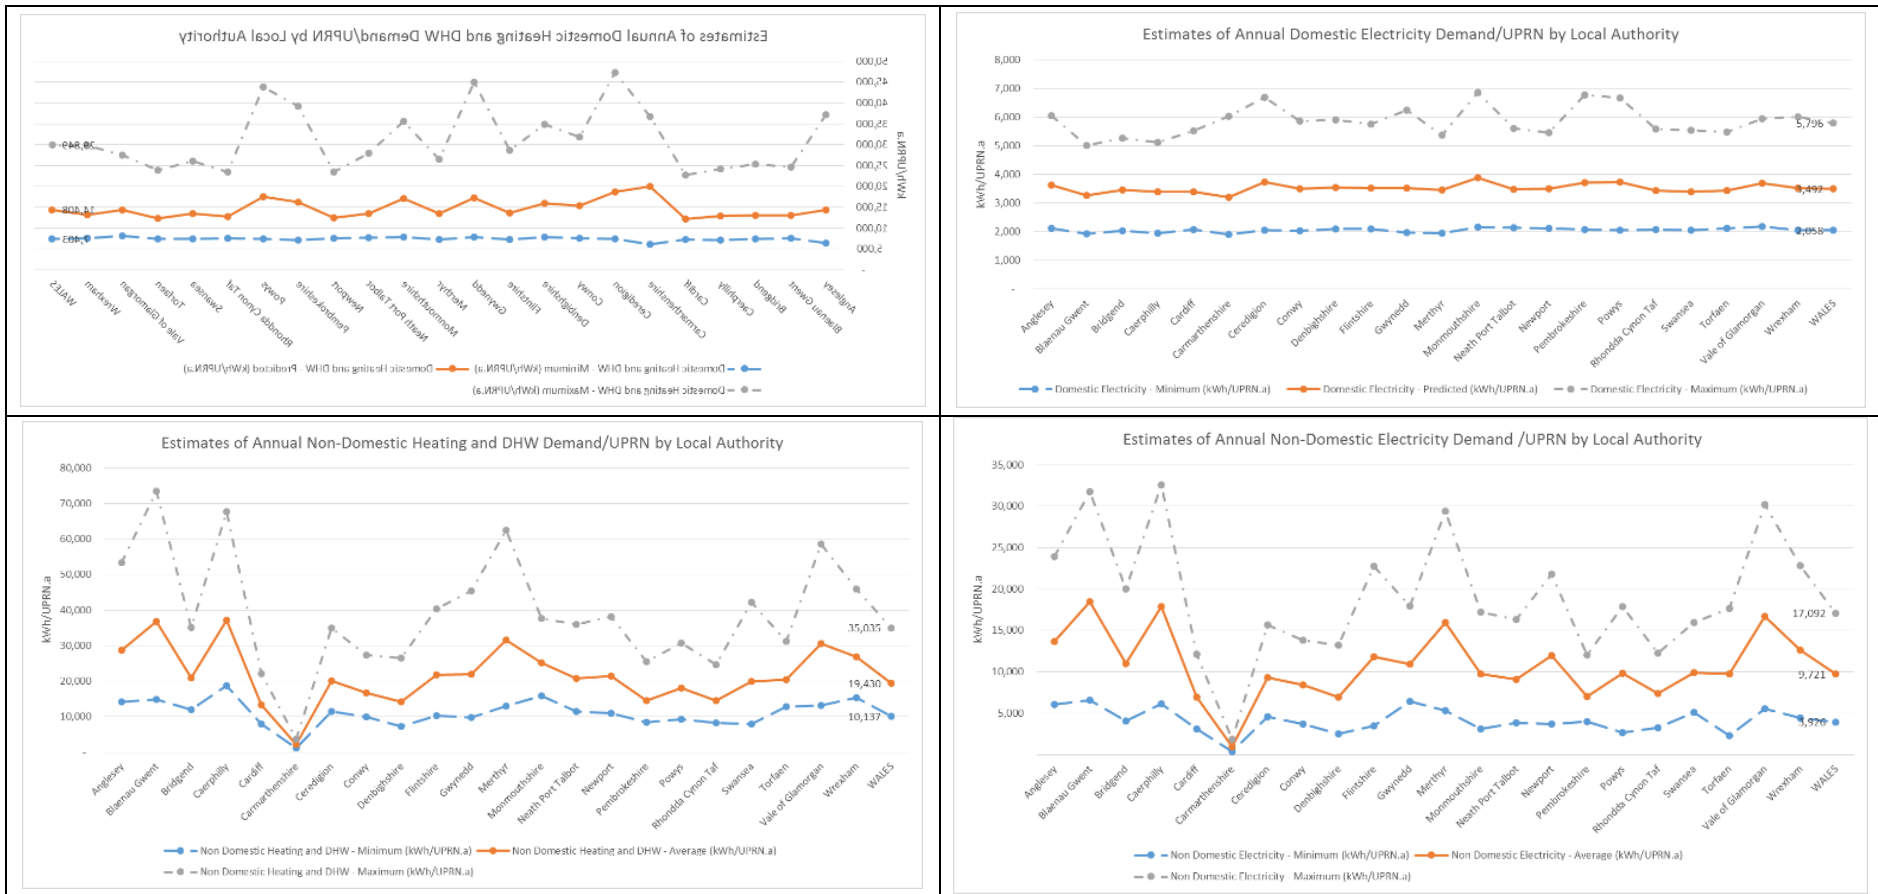 Estimates of Annual Domestic Heating and DHW Demand/UPRN by Local Authority
50,000
45,000
40,000
35,000
30,000
25,000
20,000
15,000
10,000
5,000
-
kWh/UPRN.a
29,849
14,408
7,403
Anglesey
Blaenau Gwent
Bridgend
Caerphilly
Cardiff
Carmarthenshire
Ceredigion
Conwy
Denbighshire
Flintshire
Gwynedd
Merthyr
Monmouthshire
Neath Port Talbot
Newport
Pembrokeshire
Powys
Rhondda Cynon Taf
Swansea
Torfaen
Vale of Glamorgan
Wrexham
WALES
Domestic Heating and DHW - Minimum (kWh/UPRN.a) Domestic Heating and DHW - Predicted (kWh/UPRN.a)
Domestic Heating and DHW - Maximum (kWh/UPRN.a)
Estimates of Annual Domestic Electricity Demand/UPRN by Local Authority
8,000
7,000
6,000
5,000
4,000
3,000
2,000
1,000
-
kWh/UPRN.a
5,796
3,492
2,058
Anglesey
Blaenau Gwent
Bridgend
Caerphilly
Cardiff
Carmarthenshire
Ceredigion
Conwy
Denbighshire
Flintshire
Gwynedd
Merthyr
Monmouthshire
Neath Port Talbot
Newport
Pembrokeshire
Powys
Rhondda Cynon Taf
Swansea
Torfaen
Vale of Glamorgan
Wrexham
WALES
Domestic Electricity - Minimum (kWh/UPRN.a) Domestic Electricity - Predicted (kWh/UPRN.a) Domestic Electricity - Maximum (kWh/UPRN.a)
Estimates of Annual Non-Domestic Heating and DHW Demand/UPRN by Local Authority
80,000
70,000
60,000
50,000
40,000
30,000
20,000
10,000
-
kWh/UPRN.a
35,035
19,430
10,137
Anglesey
Blaenau Gwent
Bridgend
Caerphilly
Cardiff
Carmarthenshire
Ceredigion
Conwy
Denbighshire
Flintshire
Gwynedd
Merthyr
Monmouthshire
Neath Port Talbot
Newport
Pembrokeshire
Powys
Rhondda Cynon Taf
Swansea
Torfaen
Vale of Glamorgan
Wrexham
WALES
Non Domestic Heating and DHW - Minimum (kWh/UPRN.a) Non Domestic Heating and DHW - Average (kWh/UPRN.a)
Non Domestic Heating and DHW - Maximum (kWh/UPRN.a)
Estimates of Annual Non-Domestic Electricity Demand /UPRN by Local Authority
35,000
30,000
25,000
20,000
15,000
10,000
5,000
kWh/UPRN.a
17,092
9,721
3,926
Anglesey
Blaenau Gwent
Bridgend
Caerphilly
Cardiff
Carmarthenshire
Ceredigion
Conwy
Denbighshire
Flintshire
Gwynedd
Merthyr
Monmouthshire
Neath Port Talbot
Newport
Pembrokeshire
Powys
Rhondda Cynon Taf
Swansea
Torfaen
Vale of Glamorgan
Wrexham
WALES
Non Domestic Electricity - Minimum (kWh/UPRN.a) Non Domestic Electricity - Average (kWh/UPRN.a)
Non Domestic Electricity - Maximum (kWh/UPRN.a)